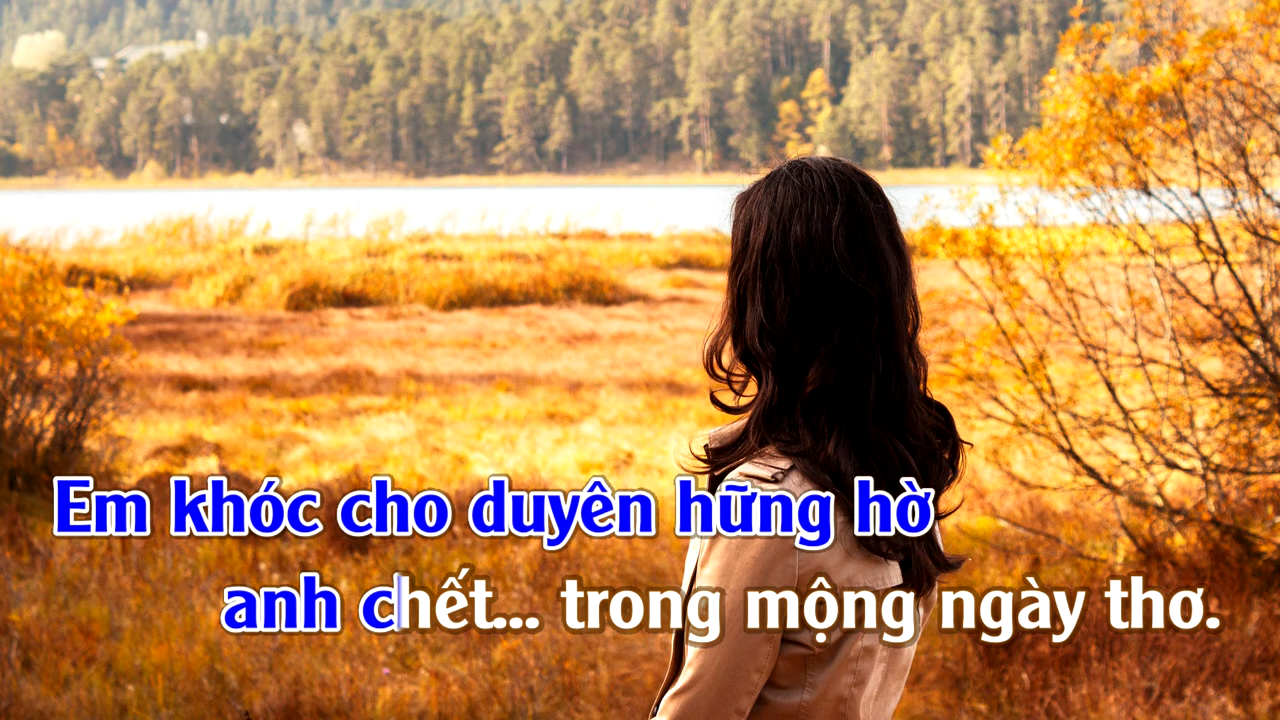 Em khóc cho duyên hững hờ
anh chết... trong mộng ngày thơ.